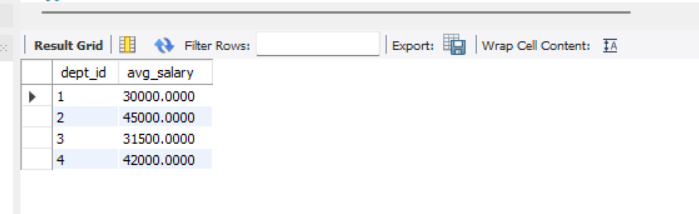 Result Grid Filter Rows: Export: Wrap Cell Content:
dept_id avg_salary
1 30000.0000
2 45000.0000
3 31500.0000
4 42000.0000